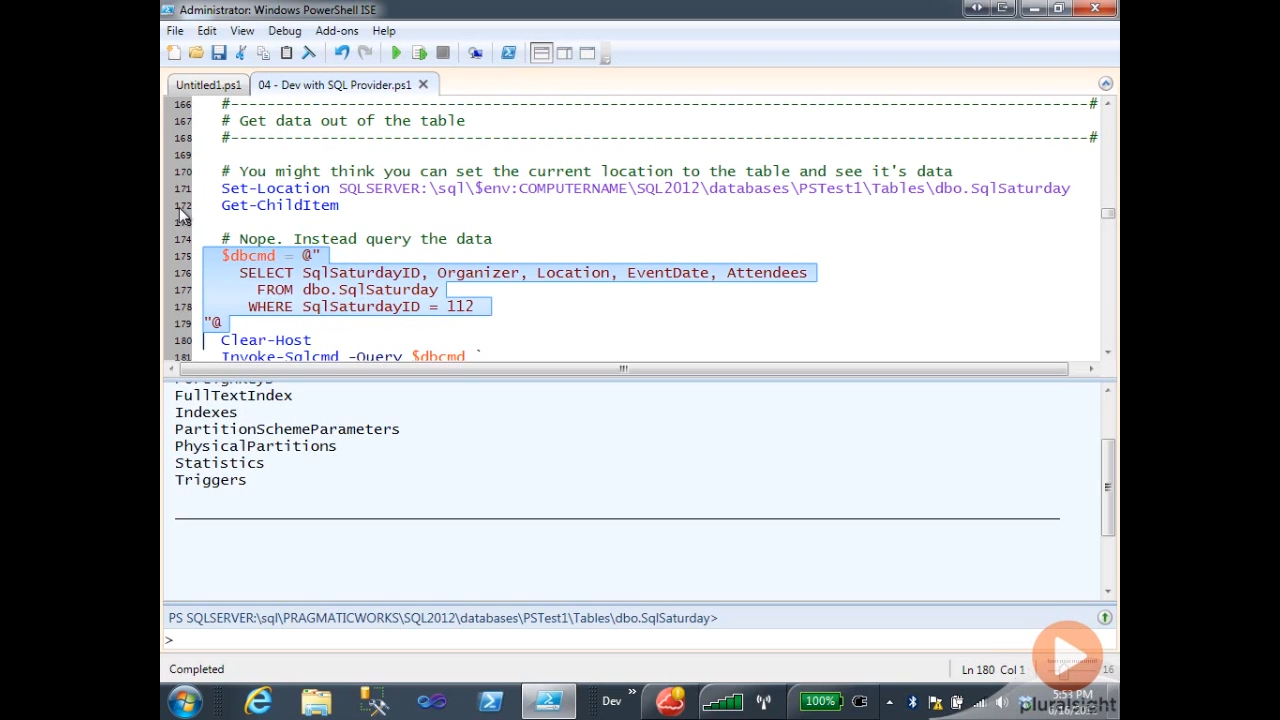 Administrator: Windows PowerShell ISE
File Edit View Debug Add-ons Help
Untitled1.ps1 04 - Dev with SQL Provider.ps1
166 #------------------------------------------------------------------------------------------------#
167 # Get data out of the table
168 #------------------------------------------------------------------------------------------------#
169
170 # You might think you can set the current location to the table and see it's data
171 Set-Location SQLSERVER:\sql\$env:COMPUTERNAME\SQL2012\databases\PSTest1\Tables\dbo.SqlSaturday
172 Get-ChildItem
173
174 # Nope. Instead query the data
175 $dbcmd = @"
176 SELECT SqlSaturdayID, Organizer, Location, EventDate, Attendees
177 FROM dbo.SqlSaturday
178 WHERE SqlSaturdayID = 112
179 "@
180 Clear-Host
181 Invoke-Sqlcmd -Query $dbcmd `
ForeignKeys
FullTextIndex
Indexes
PartitionSchemeParameters
PhysicalPartitions
Statistics
Triggers
PS SQLSERVER:\sql\PRAGMATICWORKS\SQL2012\databases\PSTest1\Tables\dbo.SqlSaturday>
>
Completed
Ln 180 Col 1
16
Dev
100%
5:53 PM
pluralsight